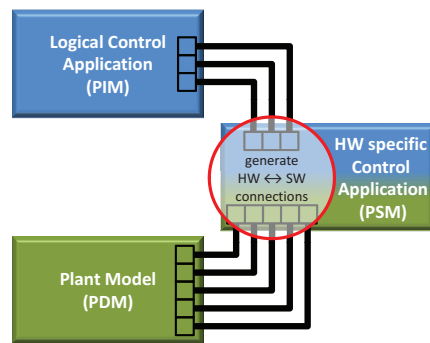 Logical Control
Application
(PIM)
HW specific
Control
Application
(PSM)
generate
HW ↔ SW
connections
Plant Model
(PDM)